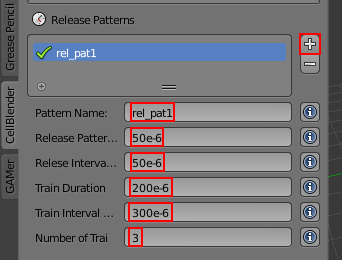 Grease Pencil
CellBlender
GAMer
Release Patterns
rel_pat1
Pattern Name: rel_pat1
Release Patter... 50e-6
Relese Interva... 50e-6
Train Duration 200e-6
Train Interval ... 300e-6
Number of Trai 3